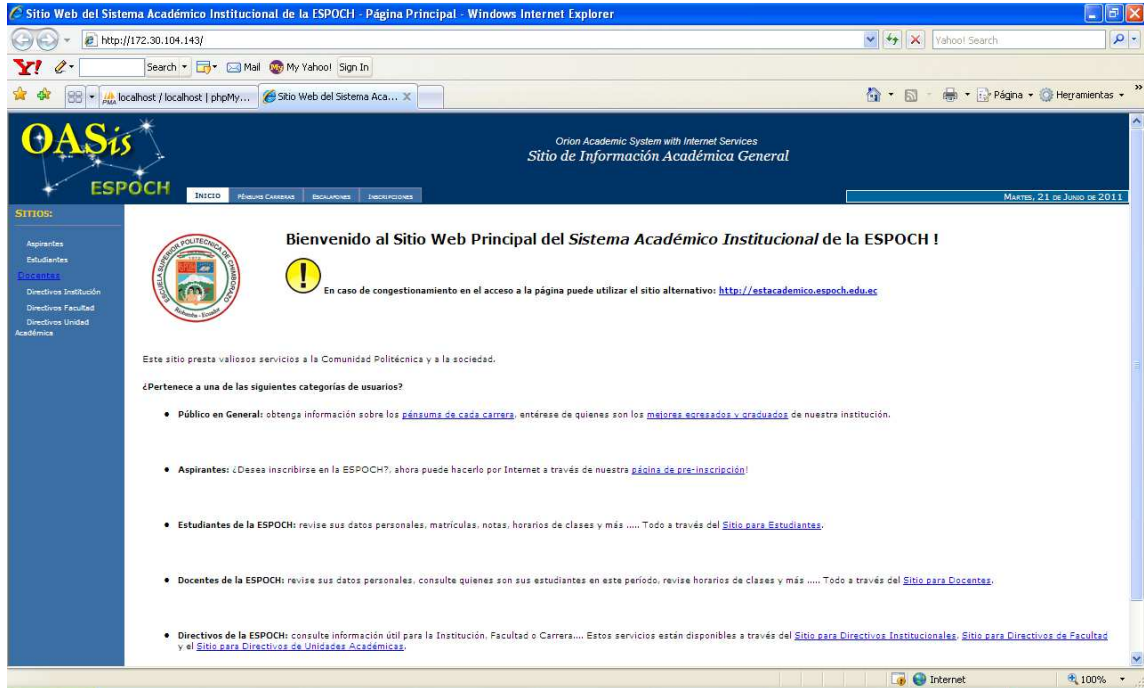 Sitio Web del Sistema Académico Institucional de la ESPOCH - Página Principal - Windows Internet Explorer
http://172.30.104.143/
Yahoo! Search
Y! Search Mail My Yahoo! Sign In
localhost / localhost | phpMy... Sitio Web del Sistema Aca... Página Herramientas
OASis
ESPOCH
Orion Academic System with Internet Services
Sitio de Información Académica General
INICIO PÉNSUMS CARRERAS ESCALAFONES INSCRIPCIONES
MARTES, 21 DE JUNIO DE 2011
SITIOS:
Aspirantes
Estudiantes
Docentes
Directivos Institución
Directivos Facultad
Directivos Unidad
Académica
ESCUELA SUPERIOR POLITECNICA DE CHIMBORAZO
Riobamba - Ecuador
Bienvenido al Sitio Web Principal del Sistema Académico Institucional de la ESPOCH !
En caso de congestionamiento en el acceso a la página puede utilizar el sitio alternativo: http://estacademico.espoch.edu.ec
Este sitio presta valiosos servicios a la Comunidad Politécnica y a la sociedad.
¿Pertenece a una de las siguientes categorías de usuarios?
• Público en General: obtenga información sobre los pénsums de cada carrera, entérese de quienes son los mejores egresados y graduados de nuestra institución.
• Aspirantes: ¿Desea inscribirse en la ESPOCH?, ahora puede hacerlo por Internet a través de nuestra página de pre-inscripción!
• Estudiantes de la ESPOCH: revise sus datos personales, matrículas, notas, horarios de clases y más ..... Todo a través del Sitio para Estudiantes.
• Docentes de la ESPOCH: revise sus datos personales, consulte quienes son sus estudiantes en este período, revise horarios de clases y más ..... Todo a través del Sitio para Docentes.
• Directivos de la ESPOCH: consulte información útil para la Institución, Facultad o Carrera.... Estos servicios están disponibles a través del Sitio para Directivos Institucionales, Sitio para Directivos de Facultad
y el Sitio para Directivos de Unidades Académicas.
Internet 100%